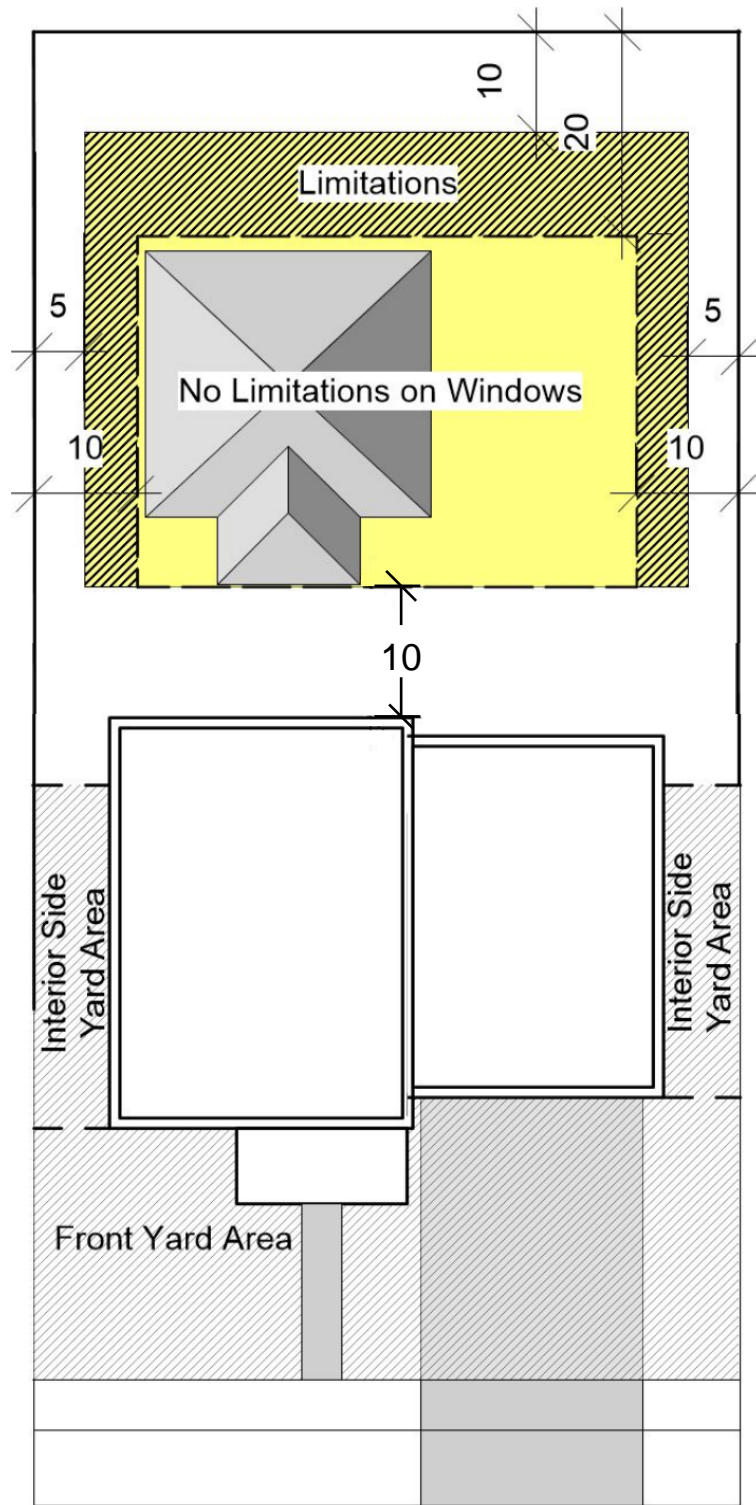 10
20
Limitations
5
5
No Limitations on Windows
10
10
10
Interior Side
Yard Area
Interior Side
Yard Area
Front Yard Area